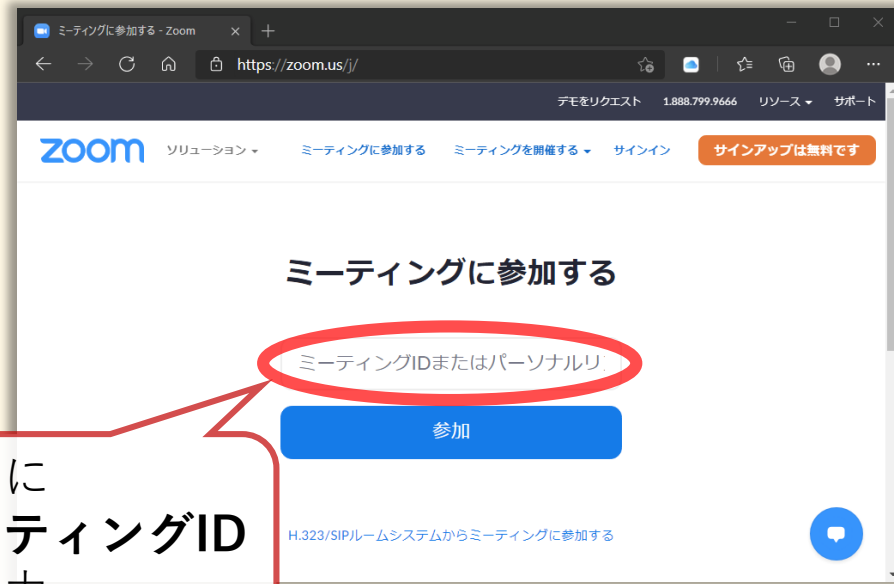 ミーティングに参加する - Zoom
https://zoom.us/j/
デモをリクエスト 1.888.799.9666 リソース サポート
zoom ソリューション ミーティングに参加する ミーティングを開催する サインイン サインアップは無料です
ミーティングに参加する
ミーティングIDまたはパーソナルリ
参加
H.323/SIPルームシステムからミーティングに参加する
に
ティングID